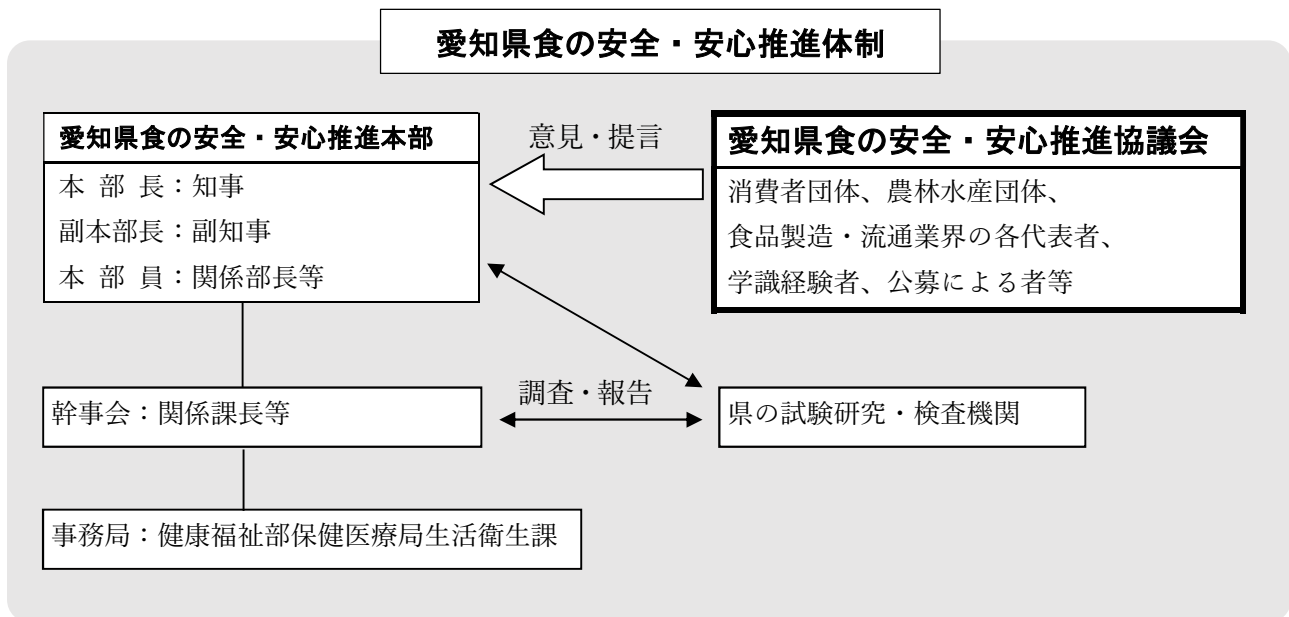 愛知県食の安全・安心推進体制
愛知県食の安全・安心推進本部
本 部 長：知事
副本部長：副知事
本 部 員：関係部長等
意見・提言
愛知県食の安全・安心推進協議会
消費者団体、農林水産団体、
食品製造・流通業界の各代表者、
学識経験者、公募による者等
幹事会：関係課長等
調査・報告
県の試験研究・検査機関
事務局：健康福祉部保健医療局生活衛生課